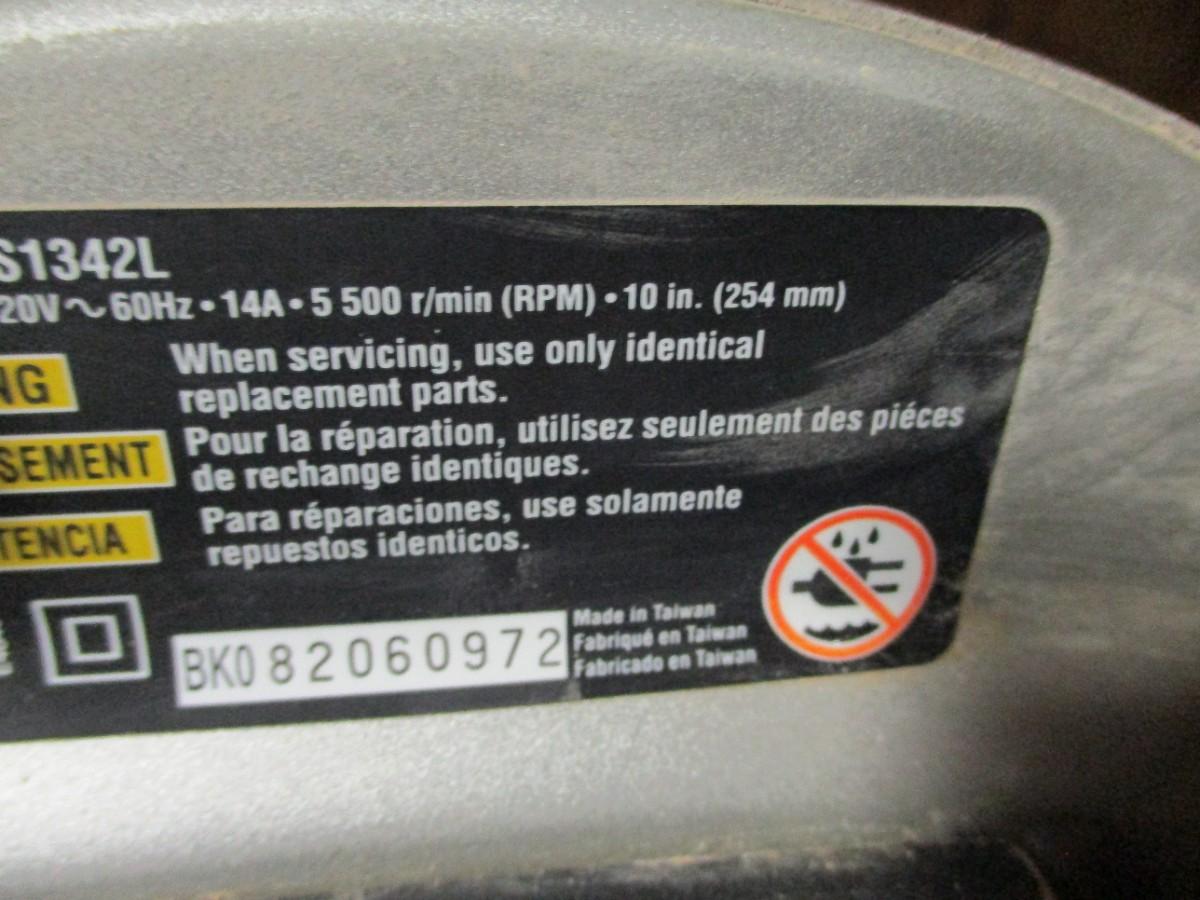 S1342L
20V ~ 60Hz • 14A • 5 500 r/min (RPM) • 10 in. (254 mm)
NG
When servicing, use only identical
replacement parts.
SEMENT
Pour la réparation, utilisez seulement des piéces
de rechange identiques.
TENCIA
Para réparaciones, use solamente
repuestos identicos.
BK082060972
Made in Taiwan
Fabriqué en Taiwan
Fabricado en Taiwan